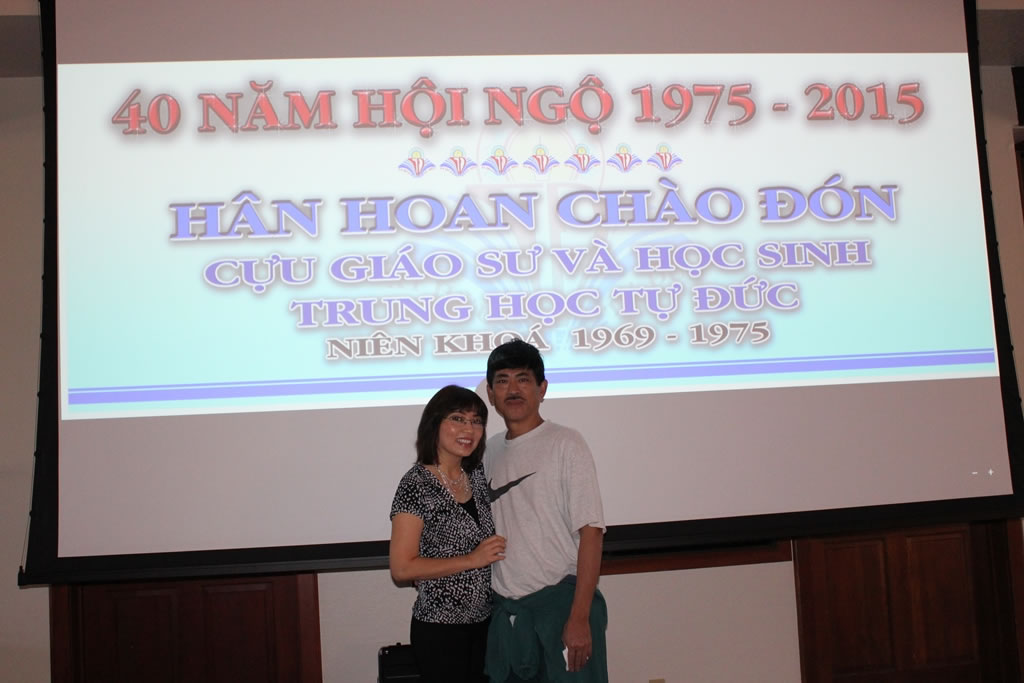 40 NĂM HỘI NGỘ 1975 - 2015
HÂN HOAN CHÀO ĐÓN
CỰU GIÁO SƯ VÀ HỌC SINH
TRUNG HỌC TỰ ĐỨC
NIÊN KHOÁ 1969 - 1975